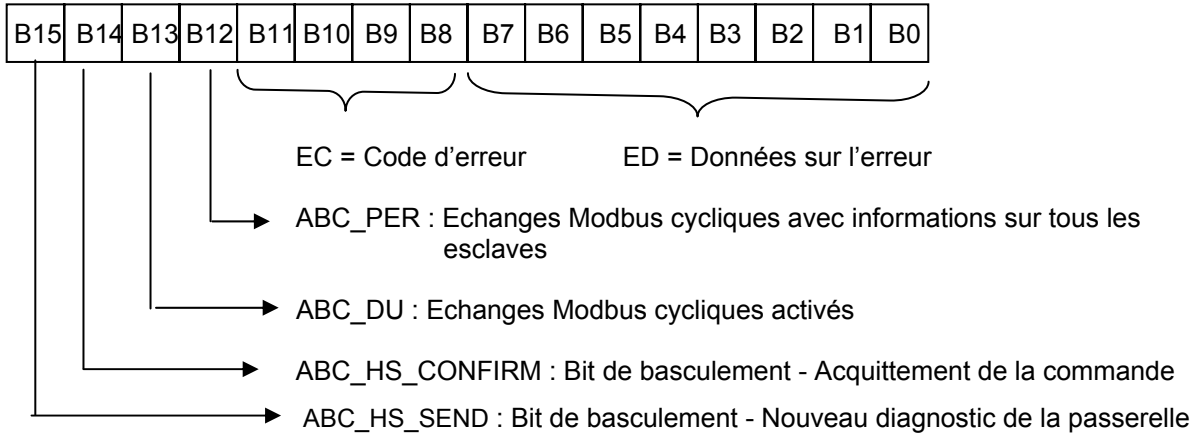 B15 B14 B13 B12 B11 B10 B9 B8 B7 B6 B5 B4 B3 B2 B1 B0
EC = Code d'erreur ED = Données sur l'erreur
ABC_PER : Echanges Modbus cycliques avec informations sur tous les
esclaves
ABC_DU : Echanges Modbus cycliques activés
ABC_HS_CONFIRM : Bit de basculement - Acquittement de la commande
ABC_HS_SEND : Bit de basculement - Nouveau diagnostic de la passerelle